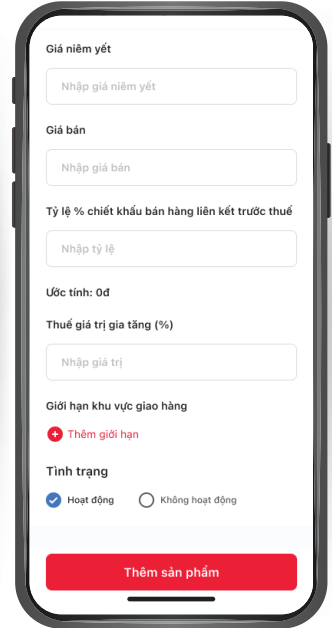 Giá niêm yết
Nhập giá niêm yết
Giá bán
Nhập giá bán
Tỷ lệ % chiết khấu bán hàng liên kết trước thuế
Nhập tỷ lệ
Ước tính: 0đ
Thuế giá trị gia tăng (%)
Nhập giá trị
Giới hạn khu vực giao hàng
Thêm giới hạn
Tình trạng
Hoạt động Không hoạt động
Thêm sản phẩm